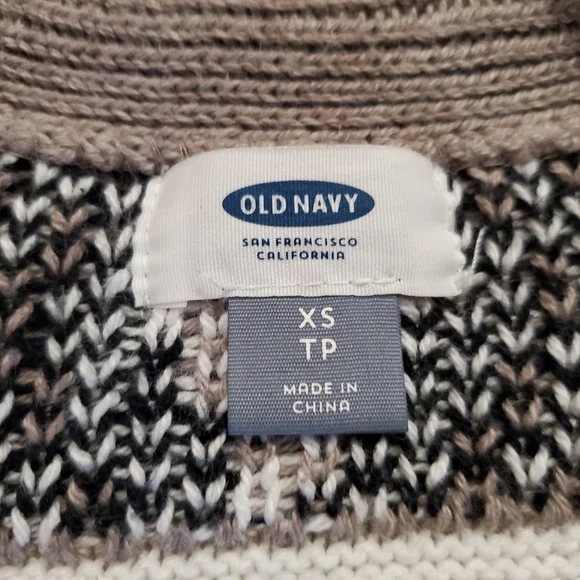 OLD NAVY
SAN FRANCISCO
CALIFORNIA
XS
TP
MADE IN
CHINA